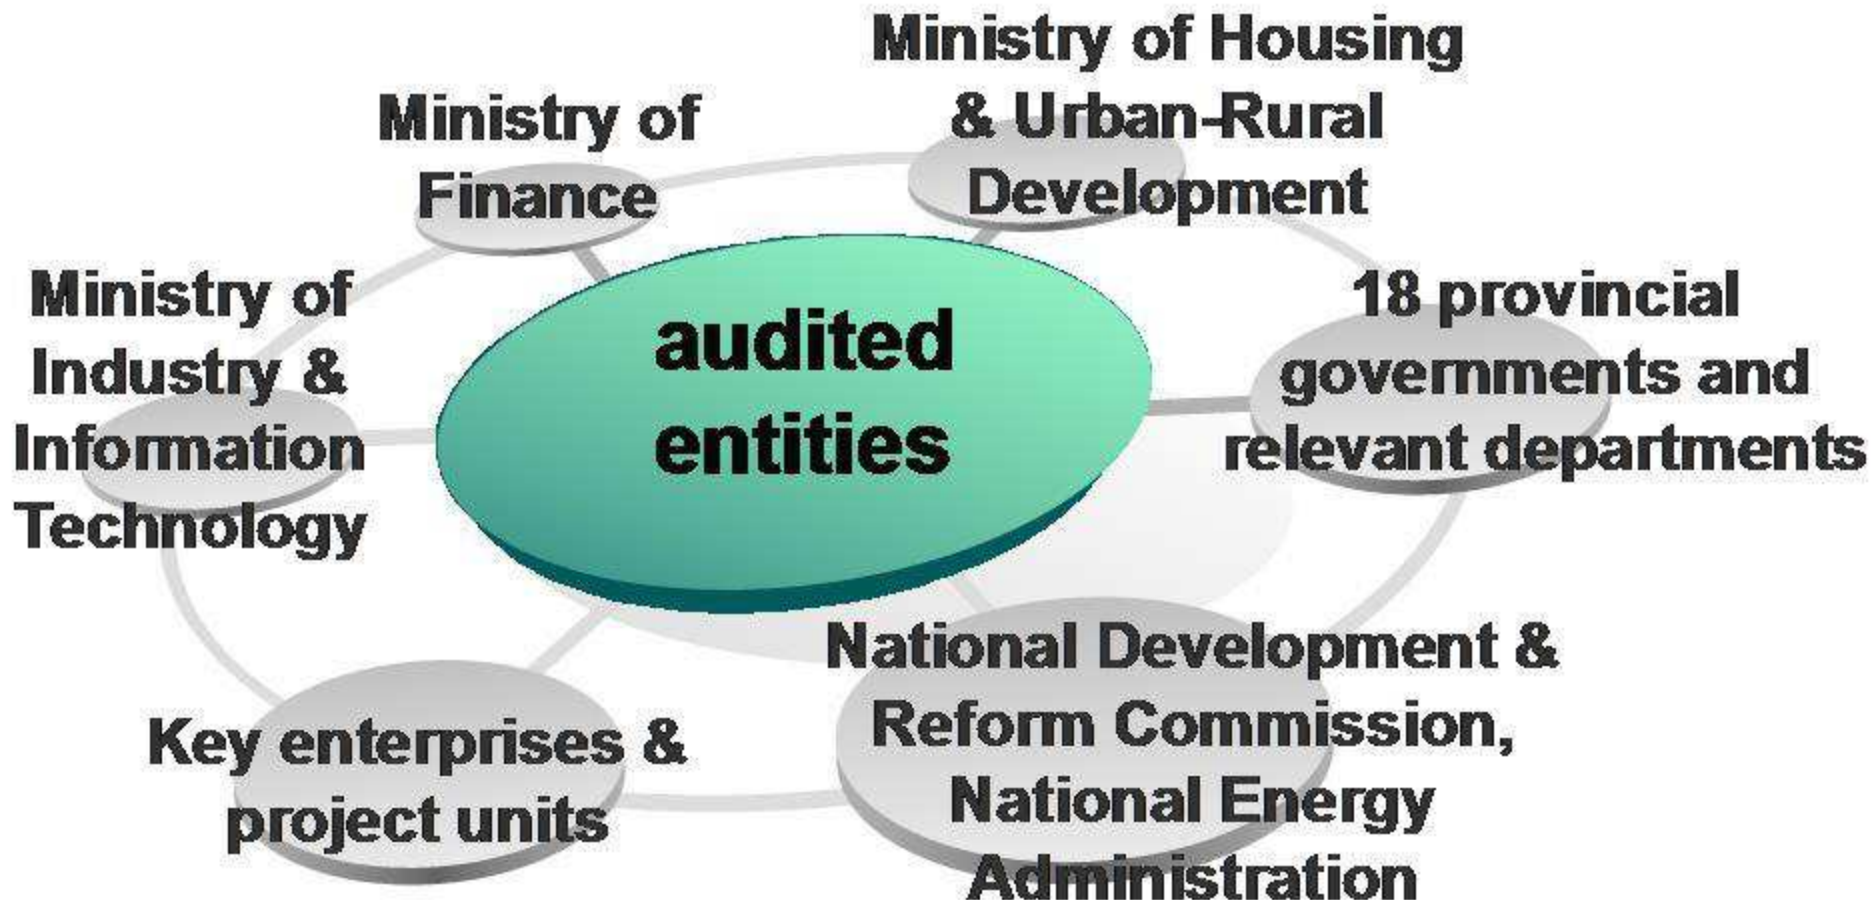 Ministry of Housing
& Urban-Rural
Development
Ministry of
Finance
Ministry of
Industry &
Information
Technology
audited
entities
18 provincial
governments and
relevant departments
National Development &
Reform Commission,
National Energy
Administration
Key enterprises &
project units